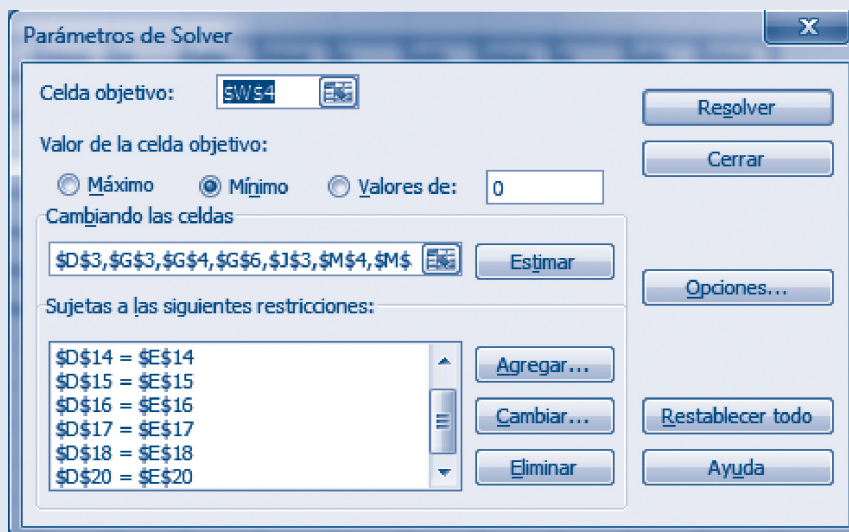 Parámetros de Solver
X
Celda objetivo: $W$4
Resolver
Valor de la celda objetivo:
Cerrar
Máximo Mínimo Valores de: 0
Cambiando las celdas
$D$3,$G$3,$G$4,$G$6,$J$3,$M$4,$M$
Estimar
Opciones...
Sujetas a las siguientes restricciones:
$D$14 = $E$14
$D$15 = $E$15
$D$16 = $E$16
$D$17 = $E$17
$D$18 = $E$18
$D$20 = $E$20
Agregar...
Cambiar...
Eliminar
Restablecer todo
Ayuda